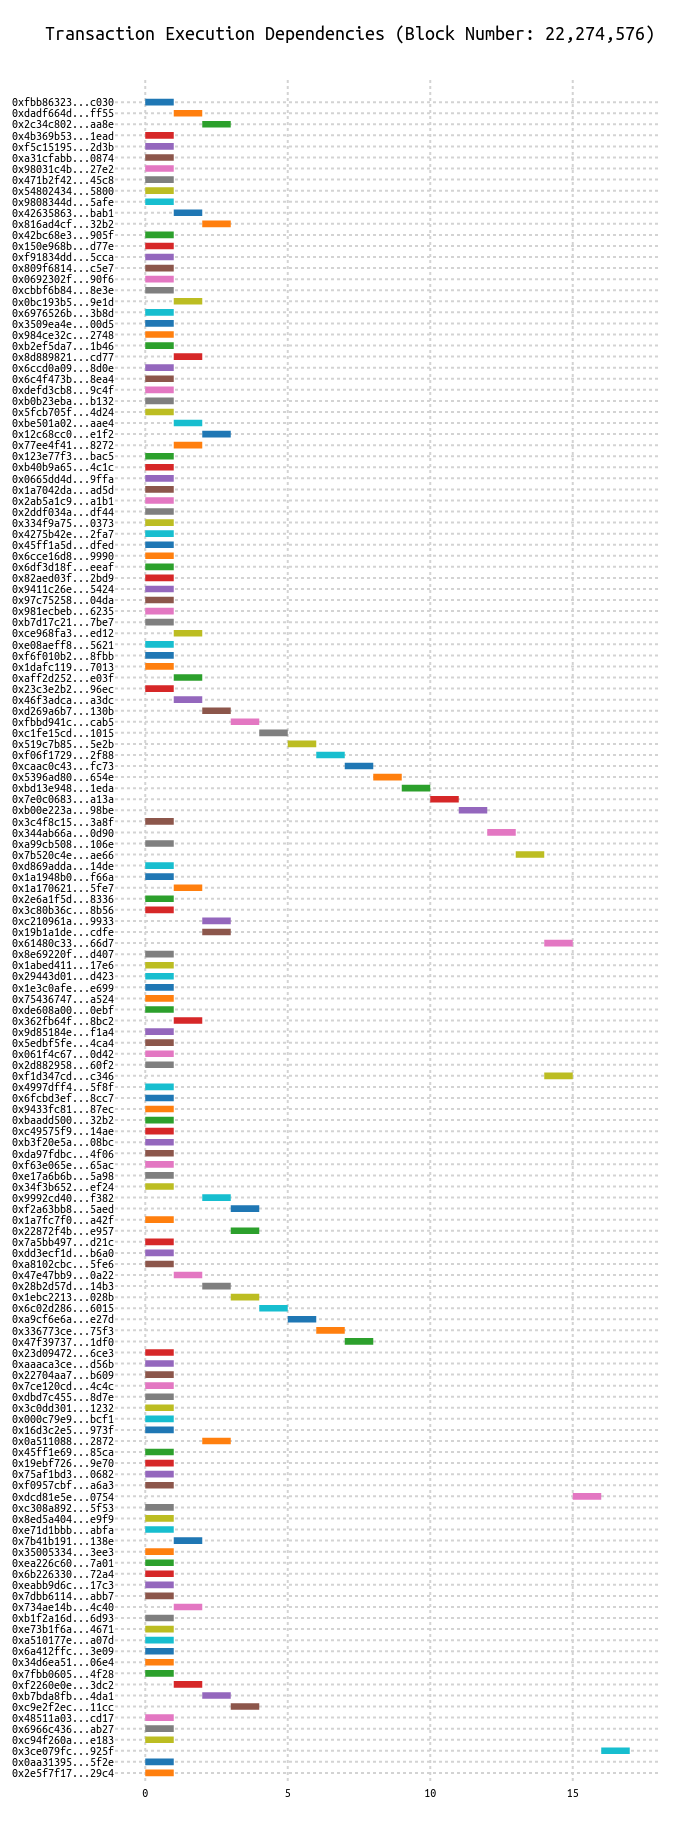 Transaction Execution Dependencies (Block Number: 22,274,576)
0xfbb86323...c030
0xdadf664d...ff55
0x2c34c802...aa8e
0x4b369b53...1ead
0xf5c15195...2d3b
0xa31cfabb...0874
0x98031c4b...27e2
0x471b2f42...45c8
0x54802434...5800
0x9808344d...5afe
0x42635863...bab1
0x816ad4cf...32b2
0x42bc68e3...905f
0x150e968b...d77e
0xf91834dd...5cca
0x809f6814...c5e7
0x0692302f...90f6
0xcbbf6b84...8e3e
0x0bc193b5...9e1d
0x6976526b...3b8d
0x3509ea4e...00d5
0x984ce32c...2748
0xb2ef5da7...1b46
0x8d889821...cd77
0x6ccd0a09...8d0e
0x6c4f473b...8ea4
0xdefd3cb8...9c4f
0xb0b23eba...b132
0x5fcb705f...4d24
0xbe501a02...aae4
0x12c68cc0...e1f2
0x77ee4f41...8272
0x123e77f3...bac5
0xb40b9a65...4c1c
0x0665dd4d...9ffa
0x1a7042da...ad5d
0x2ab5a1c9...a1b1
0x2ddf034a...df44
0x334f9a75...0373
0x4275b42e...2fa7
0x45ff1a5d...dfed
0x6cce16d8...9990
0x6df3d18f...eeaf
0x82aed03f...2bd9
0x9411c26e...5424
0x97c75258...04da
0x981ecbeb...6235
0xb7d17c21...7be7
0xce968fa3...ed12
0xe08aeff8...5621
0xf6f010b2...8fbb
0x1dafc119...7013
0xaff2d252...e03f
0x23c3e2b2...96ec
0x46f3adca...a3dc
0xd269a6b7...130b
0xfbbd941c...cab5
0xc1fe15cd...1015
0x519c7b85...5e2b
0xf06f1729...2f88
0xcaac0c43...fc73
0x5396ad80...654e
0xbd13e948...1eda
0x7e0c0683...a13a
0xb00e223a...98be
0x3c4f8c15...3a8f
0x344ab66a...0d90
0xa99cb508...106e
0x7b520c4e...ae66
0xd869adda...14de
0x1a1948b0...f66a
0x1a170621...5fe7
0x2e6a1f5d...8336
0x3c80b36c...8b56
0xc210961a...9933
0x19b1a1de...cdfe
0x61480c33...66d7
0x8e69220f...d407
0x1abed411...17e6
0x29443d01...d423
0x1e3c0afe...e699
0x75436747...a524
0xde608a00...0ebf
0x362fb64f...8bc2
0x9d85184e...f1a4
0x5edbf5fe...4ca4
0x061f4c67...0d42
0x2d882958...60f2
0xf1d347cd...c346
0x4997dff4...5f8f
0x6fcbd3ef...8cc7
0x9433fc81...87ec
0xbaadd500...32b2
0xc49575f9...14ae
0xb3f20e5a...08bc
0xda97fdbc...4f06
0xf63e065e...65ac
0xe17a6b6b...5a98
0x34f3b652...ef24
0x9992cd40...f382
0xf2a63bb8...5aed
0x1a7fc7f0...a42f
0x22872f4b...e957
0x7a5bb497...d21c
0xdd3ecf1d...b6a0
0xa8102cbc...5fe6
0x47e47bb9...0a22
0x28b2d57d...14b3
0x1ebc2213...028b
0x6c02d286...6015
0xa9cf6e6a...e27d
0x336773ce...75f3
0x47f39737...1df0
0x23d09472...6ce3
0xaaaca3ce...d56b
0x22704aa7...b609
0x7ce120cd...4c4c
0xdbd7c455...8d7e
0x3c0dd301...1232
0x000c79e9...bcf1
0x16d3c2e5...973f
0x0a511088...2872
0x45ff1e69...85ca
0x19ebf726...9e70
0x75af1bd3...0682
0xf0957cbf...a6a3
0xdcd81e5e...0754
0xc308a892...5f53
0x8ed5a404...e9f9
0xe71d1bbb...abfa
0x7b41b191...138e
0x35005334...3ee3
0xea226c60...7a01
0x6b226330...72a4
0xeabb9d6c...17c3
0x7dbb6114...abb7
0x734ae14b...4c40
0xb1f2a16d...6d93
0xe73b1f6a...4671
0xa510177e...a07d
0x6a412ffc...3e09
0x34d6ea51...06e4
0x7fbb0605...4f28
0xf2260e0e...3dc2
0xb7bda8fb...4da1
0xc9e2f2ec...11cc
0x48511a03...cd17
0x6966c436...ab27
0xc94f260a...e183
0x3ce079fc...925f
0x0aa31395...5f2e
0x2e5f7f17...29c4
0 5 10 15